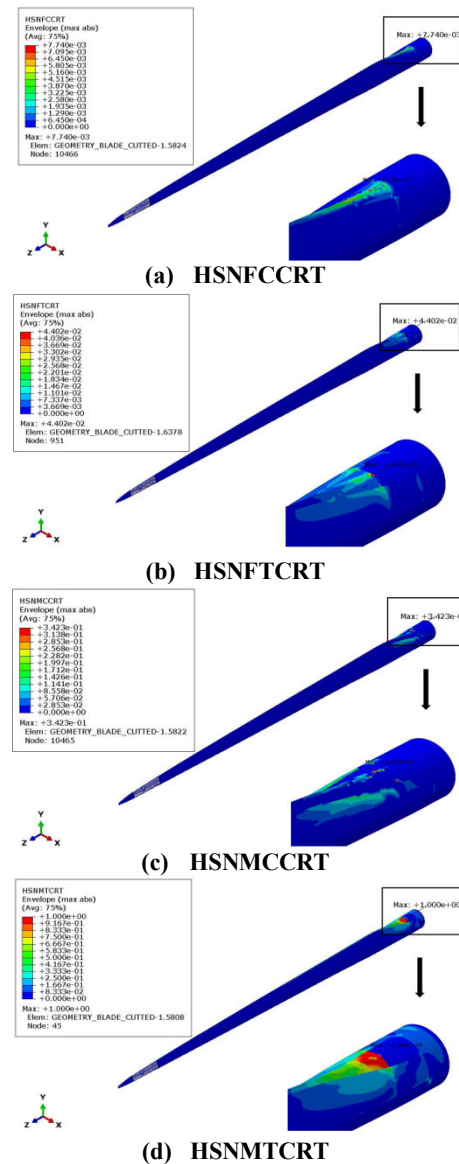 HSNFCCRT
Envelope (max abs)
(Avg: 75%)
+7.740e-03
+7.095e-03
+6.450e-03
+5.805e-03
+5.160e-03
+4.515e-03
+3.870e-03
+3.225e-03
+2.580e-03
+1.935e-03
+1.290e-03
+6.450e-04
+0.000e+00
Max: +7.740e-03
Elem: GEOMETRY_BLADE_CUTTED-1.5824
Node: 10466
Max: +7.740e-03
Y
Z X
(a) HSNFCCRT
HSNFTCRT
Envelope (max abs)
(Avg: 75%)
+4.402e-02
+4.036e-02
+3.669e-02
+3.302e-02
+2.935e-02
+2.568e-02
+2.201e-02
+1.834e-02
+1.467e-02
+1.101e-02
+7.337e-03
+3.669e-03
+0.000e+00
Max: +4.402e-02
Elem: GEOMETRY_BLADE_CUTTED-1.6378
Node: 951
Max: +4.402e-02
Y
Z X
(b) HSNFTCRT
HSNMCCRT
Envelope (max abs)
(Avg: 75%)
+3.423e-01
+3.138e-01
+2.853e-01
+2.568e-01
+2.282e-01
+1.997e-01
+1.712e-01
+1.426e-01
+1.141e-01
+8.558e-02
+5.706e-02
+2.853e-02
+0.000e+00
Max: +3.423e-01
Elem: GEOMETRY_BLADE_CUTTED-1.5822
Node: 10465
Max: +3.423e-0
Y
Z X
(c) HSNMCCRT
HSNMTCRT
Envelope (max abs)
(Avg: 75%)
+1.000e+00
+9.167e-01
+8.333e-01
+7.500e-01
+6.667e-01
+5.833e-01
+5.000e-01
+4.167e-01
+3.333e-01
+2.500e-01
+1.667e-01
+8.333e-02
+0.000e+00
Max: +1.000e+00
Elem: GEOMETRY_BLADE_CUTTED-1.5808
Node: 45
Max: +1.000e+00
Y
Z X
(d) HSNMTCRT